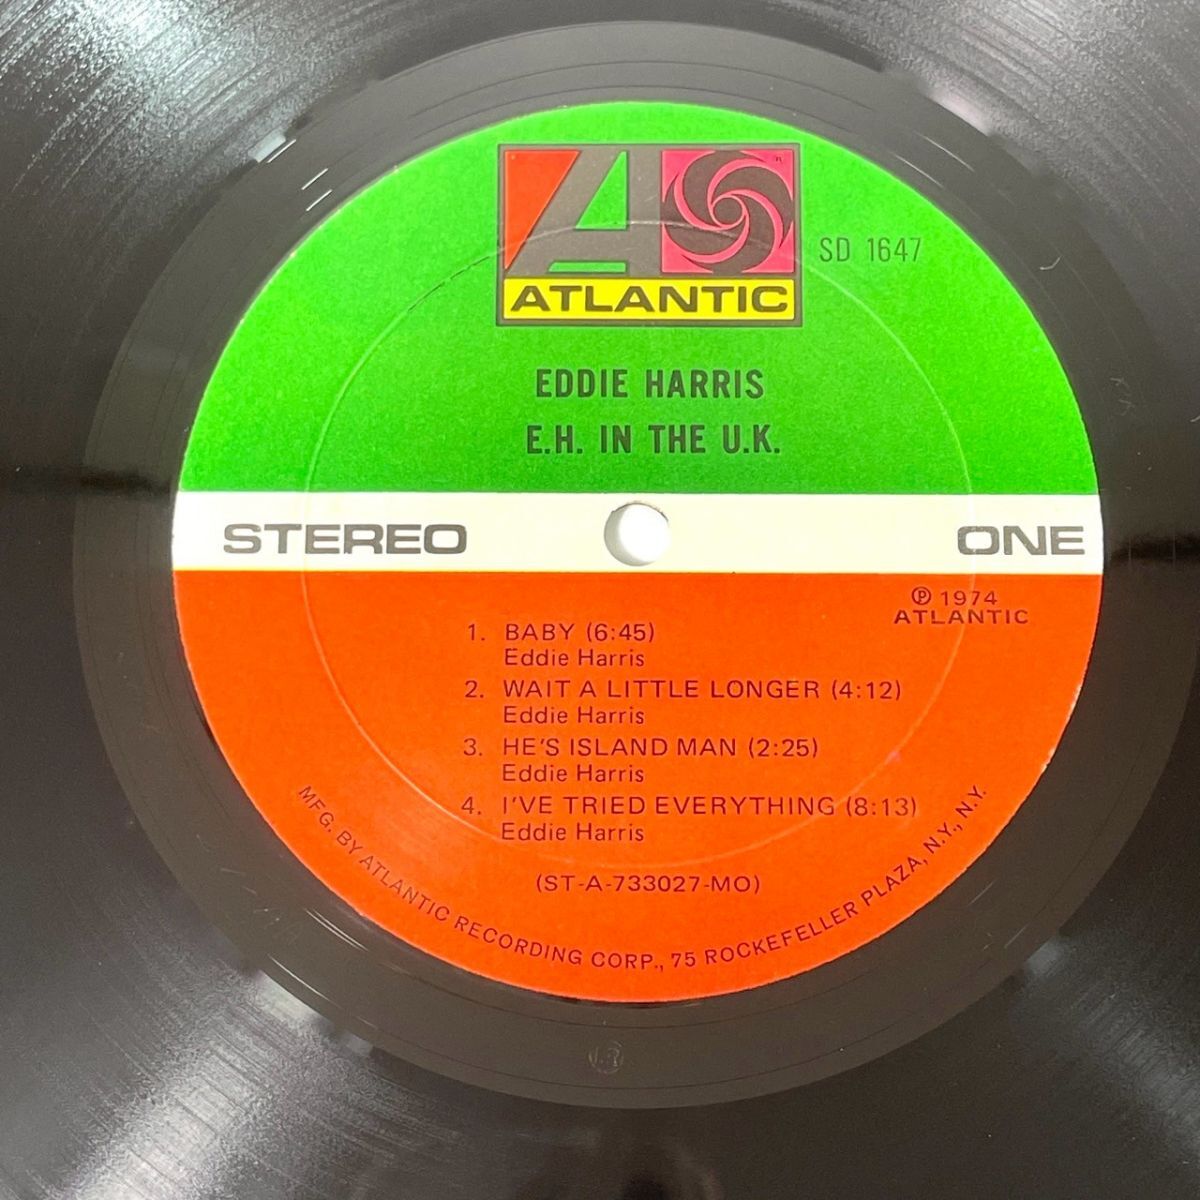 ATLANTIC
SD 1647
EDDIE HARRIS
E.H. IN THE U.K.
STEREO
ONE
℗ 1974
ATLANTIC
1. BABY (6:45)
Eddie Harris
2. WAIT A LITTLE LONGER (4:12)
Eddie Harris
3. HE'S ISLAND MAN (2:25)
Eddie Harris
4. I'VE TRIED EVERYTHING (8:13)
Eddie Harris
(ST-A-733027-MO)
MFG. BY ATLANTIC RECORDING CORP., 75 ROCKEFELLER PLAZA, N.Y., N.Y.